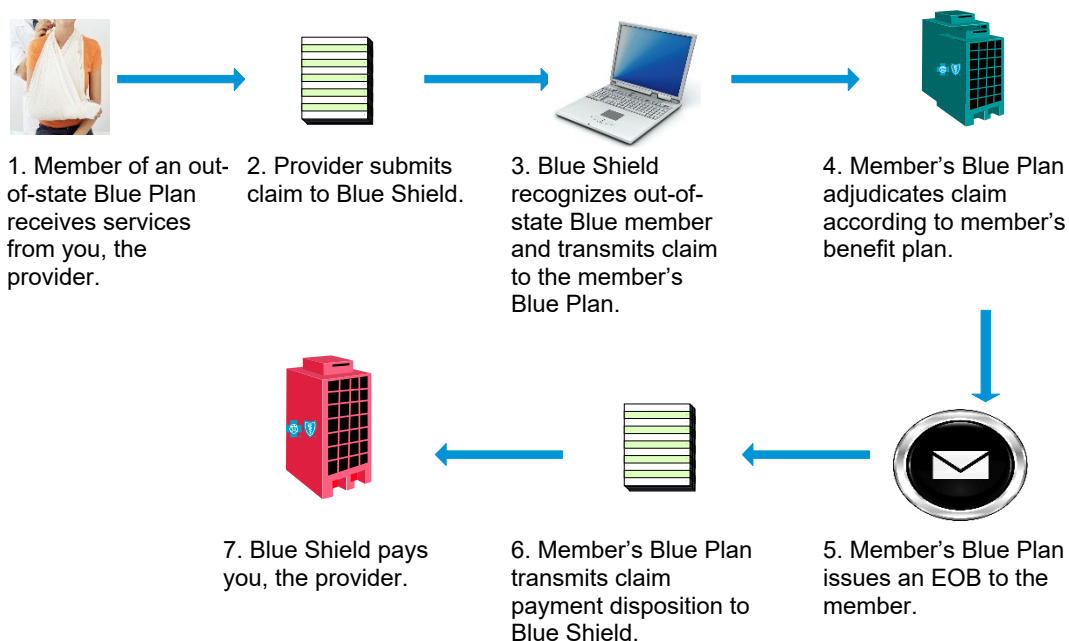 1. Member of an out-
of-state Blue Plan
receives services
from you, the
provider.
2. Provider submits
claim to Blue Shield.
3. Blue Shield
recognizes out-of-
state Blue member
and transmits claim
to the member’s
Blue Plan.
4. Member’s Blue Plan
adjudicates claim
according to member’s
benefit plan.
5. Member’s Blue Plan
issues an EOB to the
member.
6. Member’s Blue Plan
transmits claim
payment disposition to
Blue Shield.
7. Blue Shield pays
you, the provider.